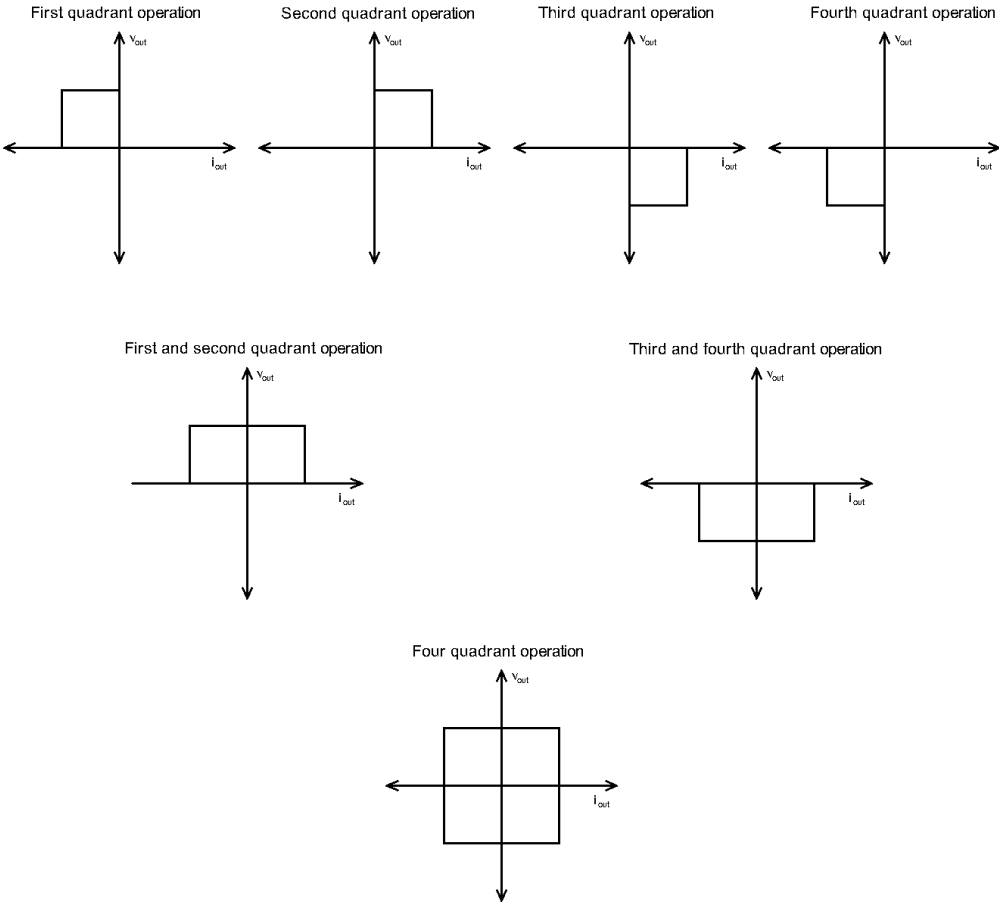 First quadrant operation
Second quadrant operation
Third quadrant operation
Fourth quadrant operation
vout
vout
vout
vout
iout
iout
iout
iout
First and second quadrant operation
Third and fourth quadrant operation
vout
vout
iout
iout
Four quadrant operation
vout
iout